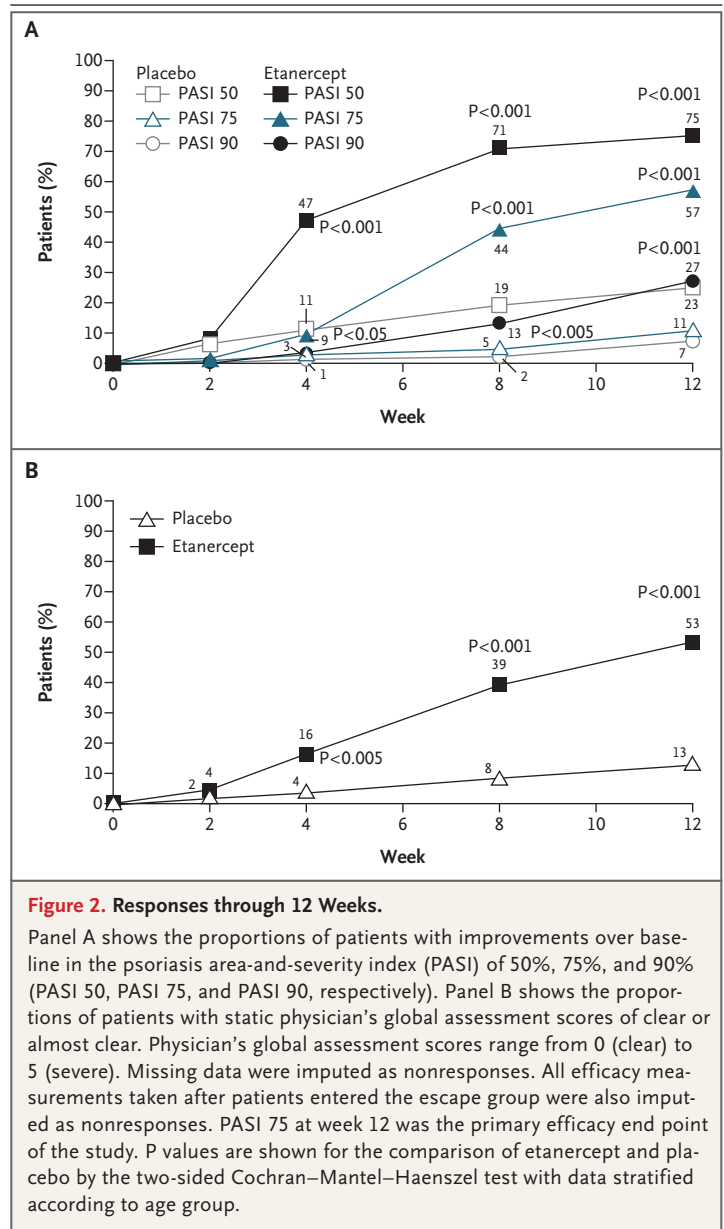 A
100
90
80
70
60
50
40
30
20
10
0
Patients (%)
Placebo Etanercept
PASI 50 PASI 50
PASI 75 PASI 75
PASI 90 PASI 90
P<0.001
75
P<0.001
71
P<0.001
57
P<0.001
44
47
P<0.001
P<0.001
27
23
19
11
9
P<0.05
3
1
13
P<0.005
5
2
11
7
0 2 4 6 8 10 12
Week
B
100
90
80
70
60
50
40
30
20
10
0
Patients (%)
Placebo
Etanercept
P<0.001
53
P<0.001
39
16
P<0.005
2
4
4
8
13
0 2 4 6 8 10 12
Week
Figure 2. Responses through 12 Weeks.
Panel A shows the proportions of patients with improvements over base-
line in the psoriasis area-and-severity index (PASI) of 50%, 75%, and 90%
(PASI 50, PASI 75, and PASI 90, respectively). Panel B shows the propor-
tions of patients with static physician’s global assessment scores of clear or
almost clear. Physician’s global assessment scores range from 0 (clear) to
5 (severe). Missing data were imputed as nonresponses. All efficacy mea-
surements taken after patients entered the escape group were also imput-
ed as nonresponses. PASI 75 at week 12 was the primary efficacy end point
of the study. P values are shown for the comparison of etanercept and pla-
cebo by the two-sided Cochran–Mantel–Haenszel test with data stratified
according to age group.